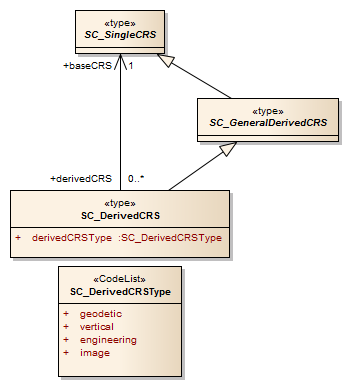 «type»
SC_SingleCRS
+baseCRS 1
«type»
SC_GeneralDerivedCRS
+derivedCRS 0..*
«type»
SC_DerivedCRS
+ derivedCRSType :SC_DerivedCRSType
«CodeList»
SC_DerivedCRSType
+ geodetic
+ vertical
+ engineering
+ image